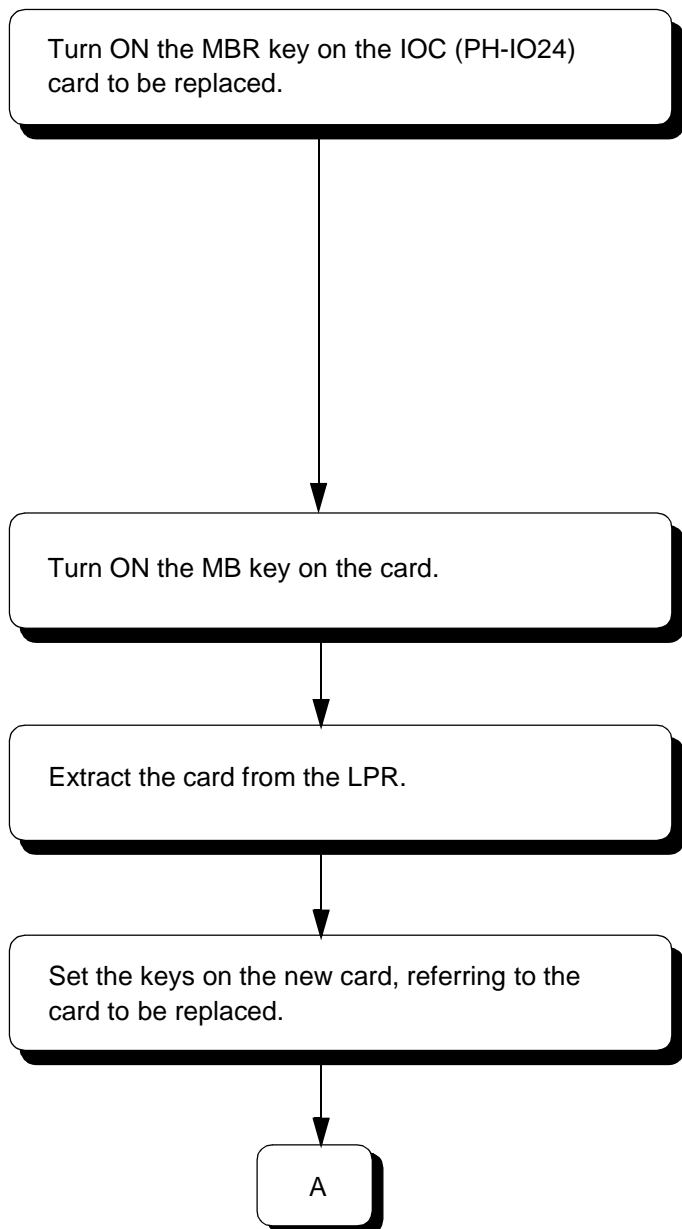 Turn ON the MBR key on the IOC (PH-IO24)
card to be replaced.
Turn ON the MB key on the card.
Extract the card from the LPR.
Set the keys on the new card, referring to the
card to be replaced.
A